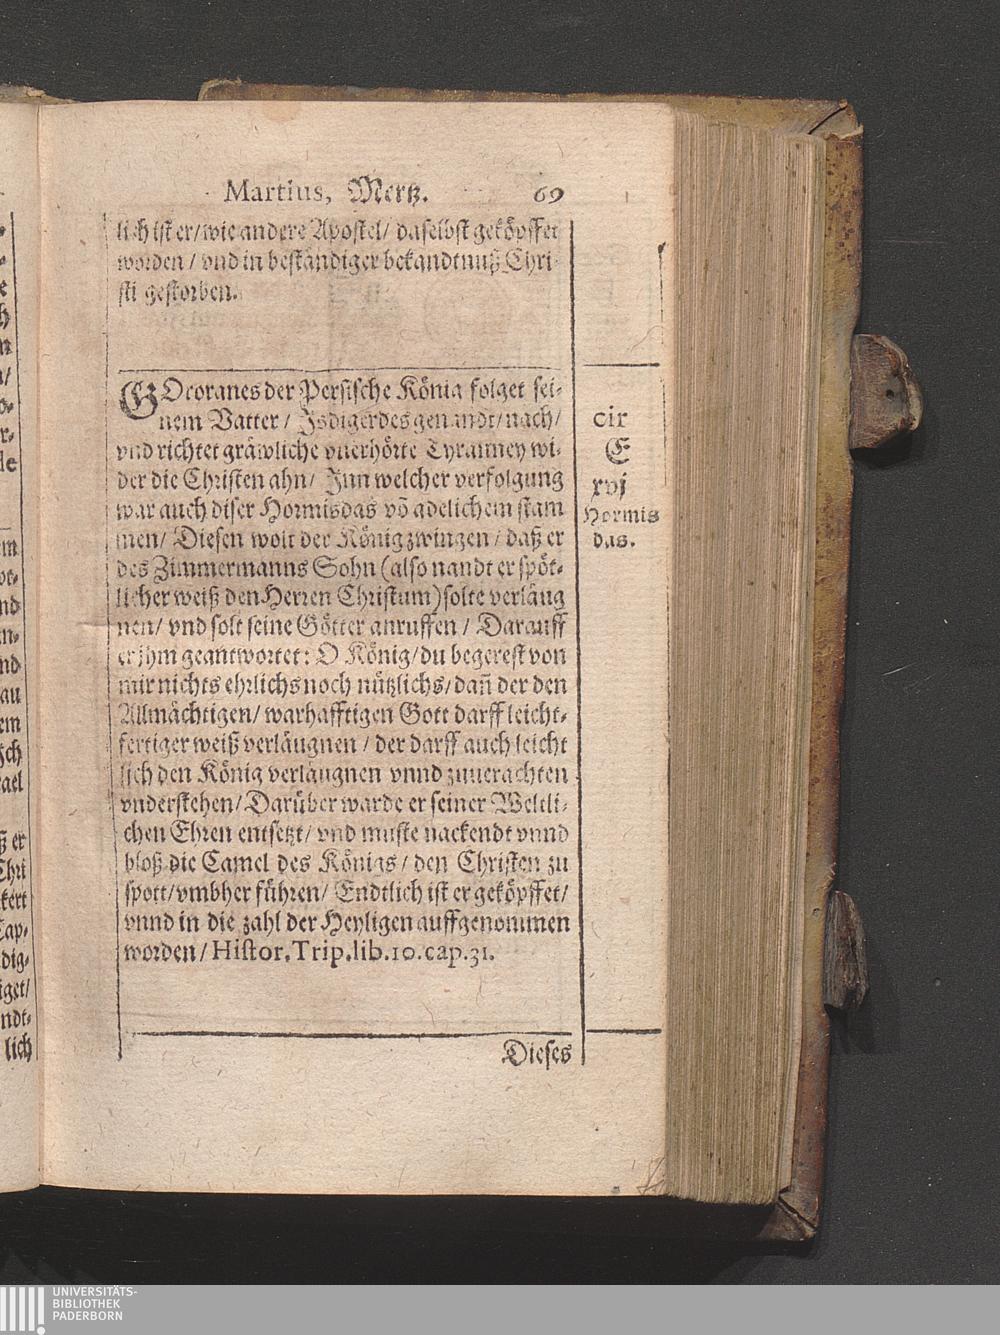 Martius, Mertz. 69
lich ist er/wie andere Apostel/ daselbst geköpffet
worden / vnd in beständiger bekandtnuß Chri-
sti gestorben.
GOcoranes der Persische König folget sei-
nem Vatter / Isdigerdes genandt/nach/
vnd richtet gräwliche vnerhörte Tyranney wi-
der die Christen ahn/ Inn welcher verfolgung
war auch diser Hormisdas võ adelichem stam
men/ Diesen wolt der König zwingen / daß er
des Zimmermanns Sohn (also nandt er spöt-
licher weiß den Herren Christum) solte verläug
nen/ vnd solt seine Götter anruffen / Darauff
er jhm geantwortet: O König/du begerest von
mir nichts ehrlichs noch nützlichs/dañ der den
Allmächtigen/ warhafftigen Gott darff leicht-
fertiger weiß verläugnen / der darff auch leicht
lich den König verläugnen vnnd zuuerachten
vnderstehen/ Darüber warde er seiner Weltli-
chen Ehren entsetzt/ vnd muste nackendt vnnd
bloß die Camel des Königs / den Christen zu
spott/vmbher führen/ Endtlich ist er geköpffet/
vnnd in die zahl der Heyligen auffgenommen
worden / Histor. Trip. lib. 10. cap. 31.
cir
E
xvj
Hormis
das.
Dieses
UNIVERSITÄTS-
BIBLIOTHEK
PADERBORN